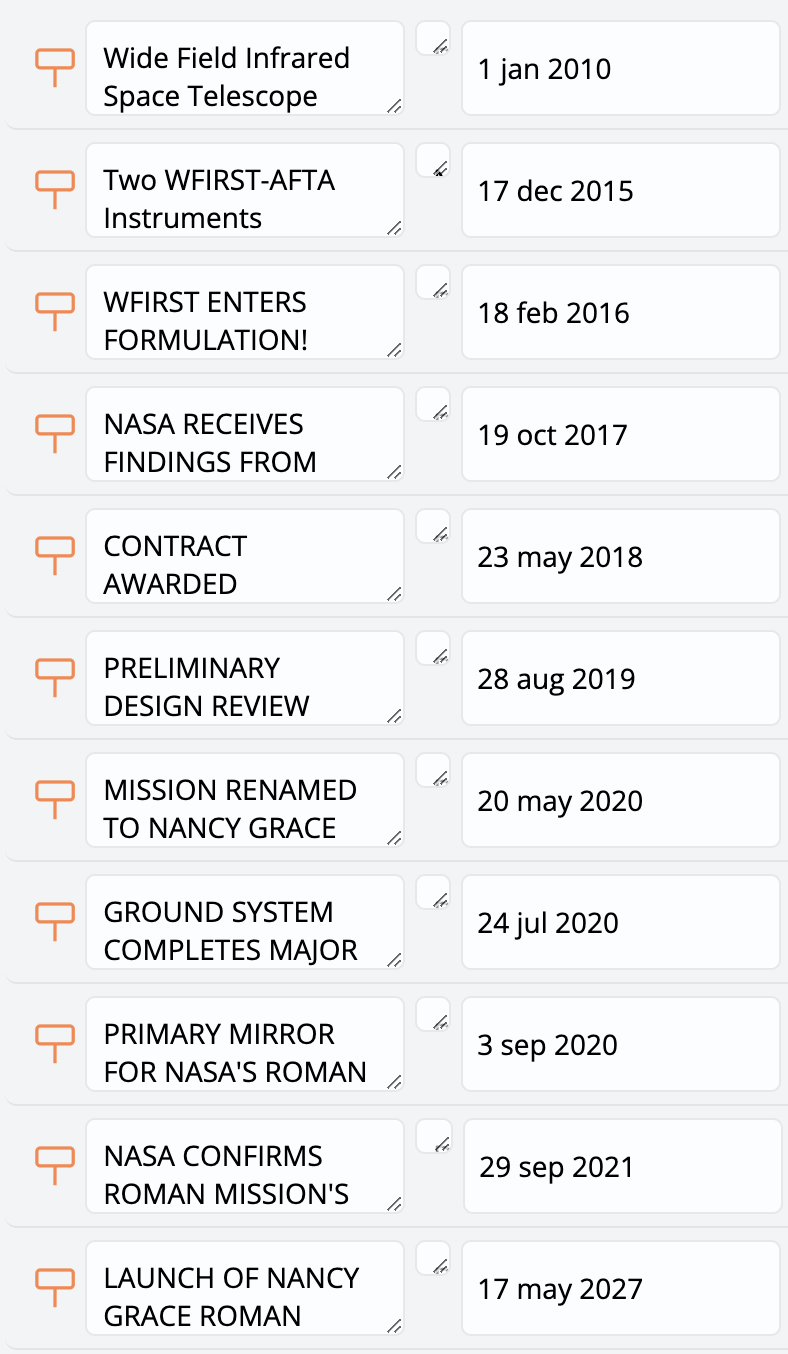 Wide Field Infrared
Space Telescope
1 jan 2010
Two WFIRST-AFTA
Instruments
17 dec 2015
WFIRST ENTERS
FORMULATION!
18 feb 2016
NASA RECEIVES
FINDINGS FROM
19 oct 2017
CONTRACT
AWARDED
23 may 2018
PRELIMINARY
DESIGN REVIEW
28 aug 2019
MISSION RENAMED
TO NANCY GRACE
20 may 2020
GROUND SYSTEM
COMPLETES MAJOR
24 jul 2020
PRIMARY MIRROR
FOR NASA'S ROMAN
3 sep 2020
NASA CONFIRMS
ROMAN MISSION'S
29 sep 2021
LAUNCH OF NANCY
GRACE ROMAN
17 may 2027